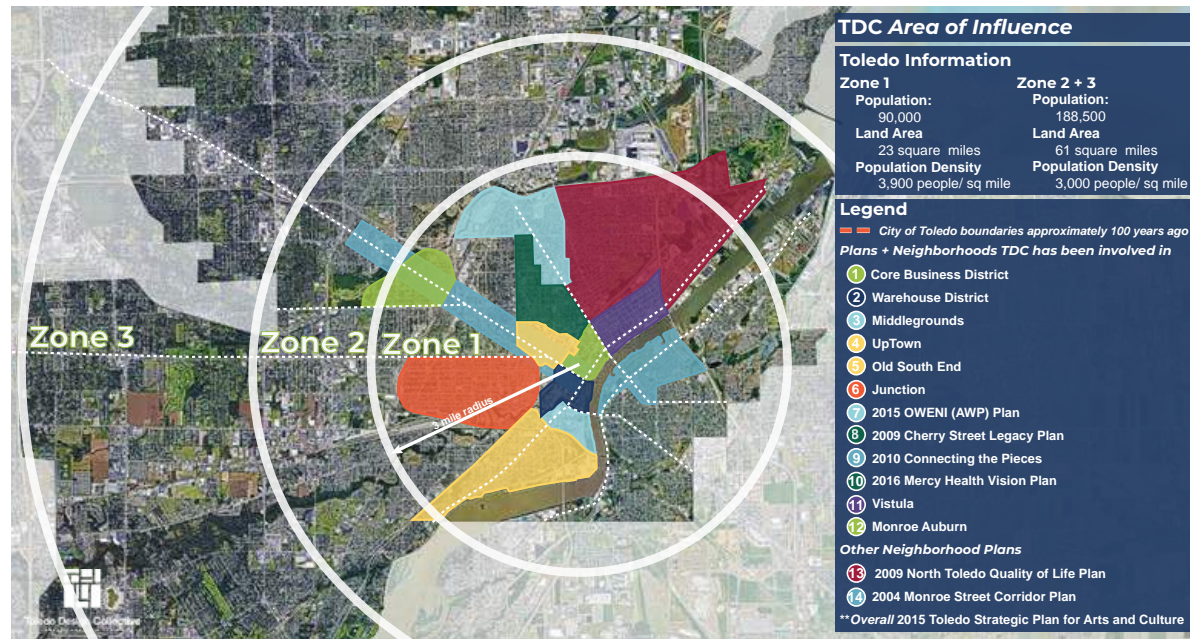 TDC Area of Influence
Toledo Information
Zone 1
Population:
90,000
Land Area
23 square  miles
Population Density
3,900 people/ sq mile
Zone 2 + 3
Population:
188,500
Land Area
61 square  miles
Population Density
3,000 people/ sq mile
Legend
City of Toledo boundaries approximately 100 years ago
Plans + Neighborhoods TDC has been involved in
1 Core Business District
2 Warehouse District
3 Middlegrounds
4 UpTown
5 Old South End
6 Junction
7 2015 OWENI (AWP) Plan
8 2009 Cherry Street Legacy Plan
9 2010 Connecting the Pieces
10 2016 Mercy Health Vision Plan
11 Vistula
12 Monroe Auburn
Other Neighborhood Plans
13 2009 North Toledo Quality of Life Plan
14 2004 Monroe Street Corridor Plan
**Overall 2015 Toledo Strategic Plan for Arts and Culture
Zone 3
Zone 2
Zone 1
3 mile radius
Toledo Design Collective